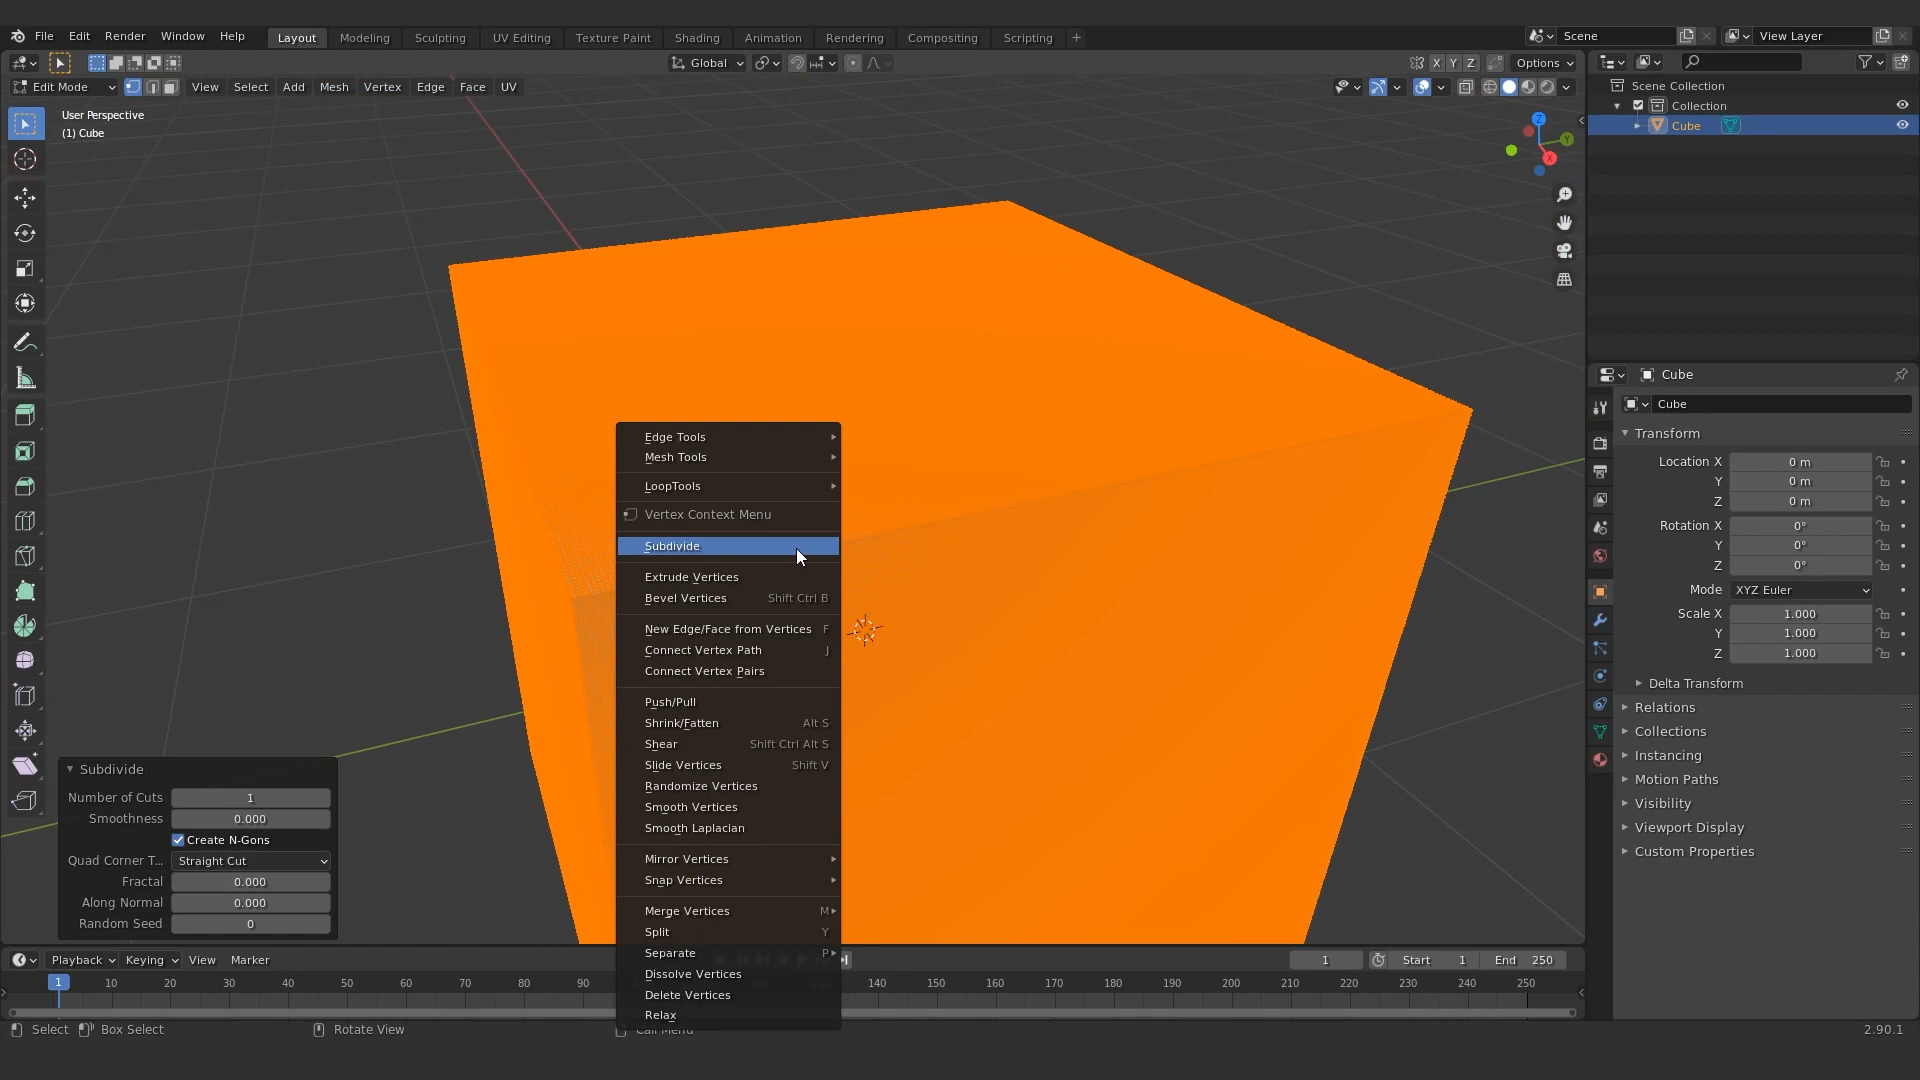 File Edit Render Window Help Layout Modeling Sculpting UV Editing Texture Paint Shading Animation Rendering Compositing Scripting + Scene View Layer
Global X Y Z Options
Edit Mode View Select Add Mesh Vertex Edge Face UV
User Perspective
(1) Cube
Z
Y
X
Scene Collection
Collection
Cube
Edge Tools
Mesh Tools
LoopTools
Vertex Context Menu
Subdivide
Extrude Vertices
Bevel Vertices Shift Ctrl B
New Edge/Face from Vertices F
Connect Vertex Path J
Connect Vertex Pairs
Push/Pull
Shrink/Fatten Alt S
Shear Shift Ctrl Alt S
Slide Vertices Shift V
Randomize Vertices
Smooth Vertices
Smooth Laplacian
Mirror Vertices
Snap Vertices
Merge Vertices M
Split Y
Separate P
Dissolve Vertices
Delete Vertices
Relax
Subdivide
Number of Cuts 1
Smoothness 0.000
Create N-Gons
Quad Corner T... Straight Cut
Fractal 0.000
Along Normal 0.000
Random Seed 0
Cube
Cube
Transform
Location X 0 m
Y 0 m
Z 0 m
Rotation X 0°
Y 0°
Z 0°
Mode XYZ Euler
Scale X 1.000
Y 1.000
Z 1.000
Delta Transform
Relations
Collections
Instancing
Motion Paths
Visibility
Viewport Display
Custom Properties
Playback Keying View Marker 1 Start 1 End 250
1 10 20 30 40 50 60 70 80 90 140 150 160 170 180 190 200 210 220 230 240 250
Select Box Select Rotate View Call Menu 2.90.1